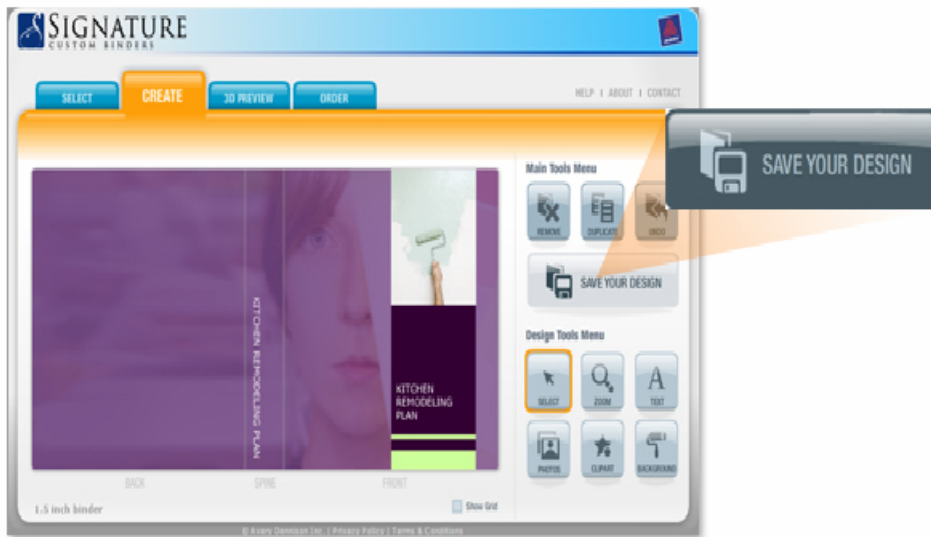 SIGNATURE
CUSTOM BINDERS
SELECT
CREATE
3D PREVIEW
ORDER
HELP | ABOUT | CONTACT
Main Tools Menu
REMOVE
DUPLICATE
UNDO
SAVE YOUR DESIGN
SAVE YOUR DESIGN
Design Tools Menu
SELECT
ZOOM
A
TEXT
PHOTOS
CLIPART
BACKGROUND
KITCHEN REMODELING PLAN
KITCHEN
REMODELING
PLAN
BACK
SPINE
FRONT
1.5 inch binder
Show Grid
© Avery Dennison Inc. | Privacy Policy | Terms & Conditions